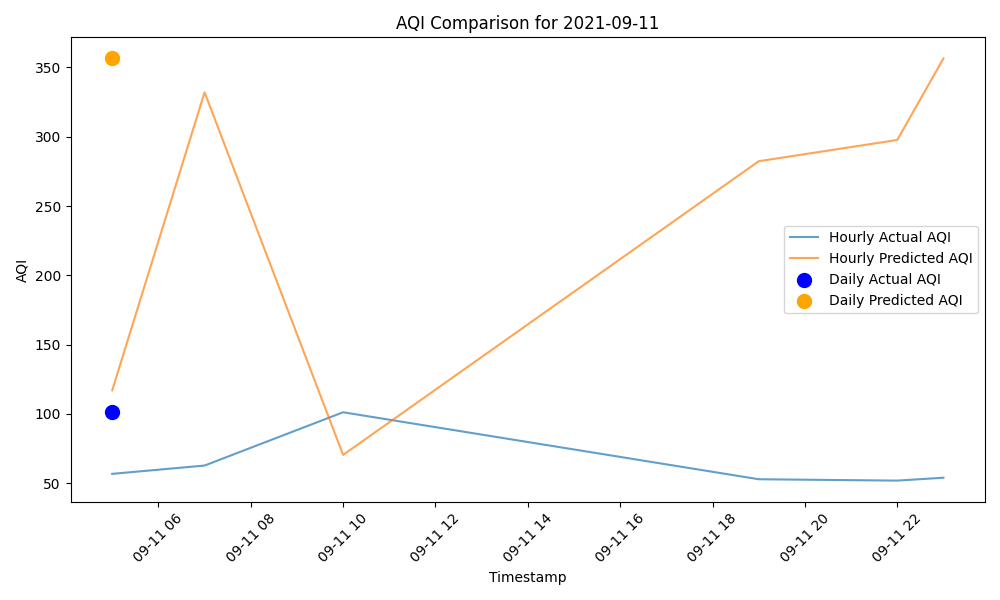 AQI Comparison for 2021-09-11
AQI
350
300
250
200
150
100
50
Hourly Actual AQI
Hourly Predicted AQI
Daily Actual AQI
Daily Predicted AQI
09-11 06
09-11 08
09-11 10
09-11 12
09-11 14
09-11 16
09-11 18
09-11 20
09-11 22
Timestamp